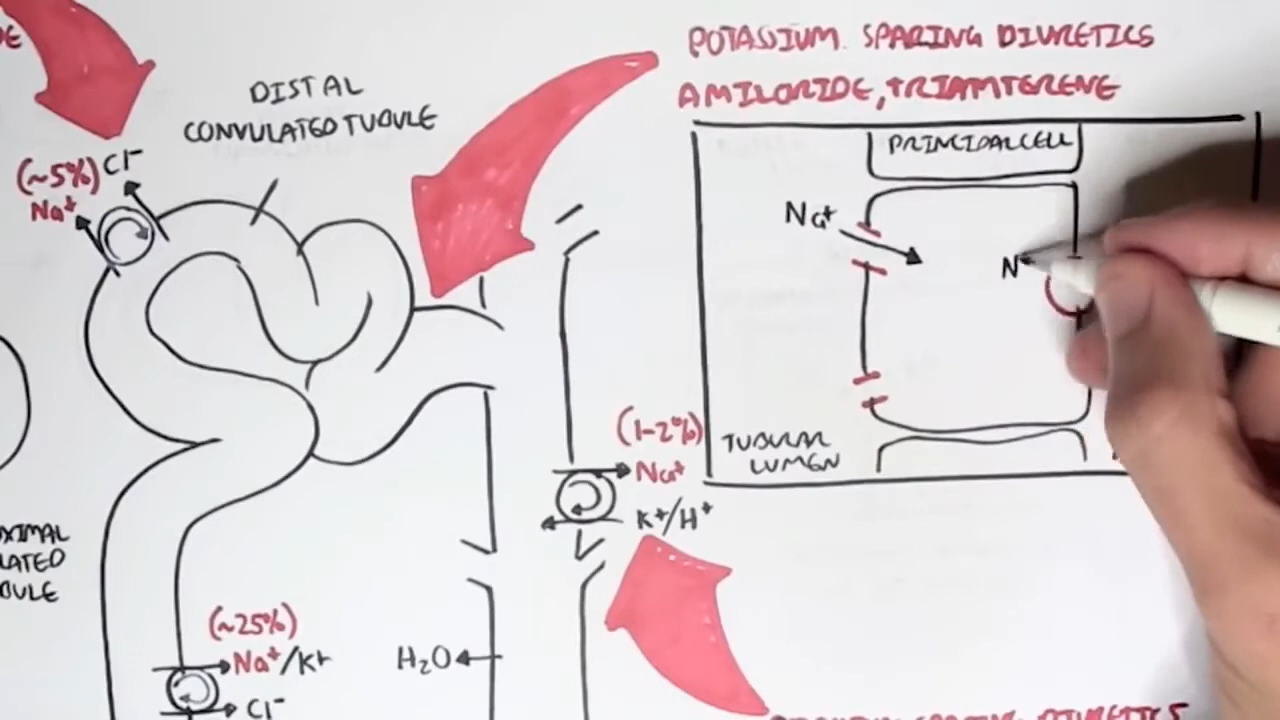 POTASSIUM SPARING DIURETICS
AMILORIDE, TRIAMTERENE
DISTAL
CONVULATED TUBULE
PRINCIPAL CELL
Cl-
(~5%)
Na+
Na+
N
(1-2%)
Na+
K+/H+
TUBULAR
LUMEN
(~25%)
Na+/K+
Cl-
H2O